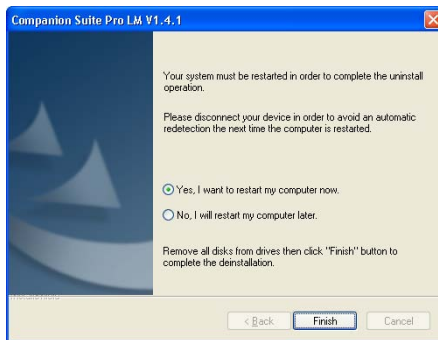 Companion Suite Pro LM V1.4.1
Your system must be restarted in order to complete the uninstall
operation.
Please disconnect your device in order to avoid an automatic
redetection the next time the computer is restarted.
Yes, I want to restart my computer now.
No, I will restart my computer later.
Remove all disks from drives then click "Finish" button to
complete the deinstallation.
< Back
Finish
Cancel